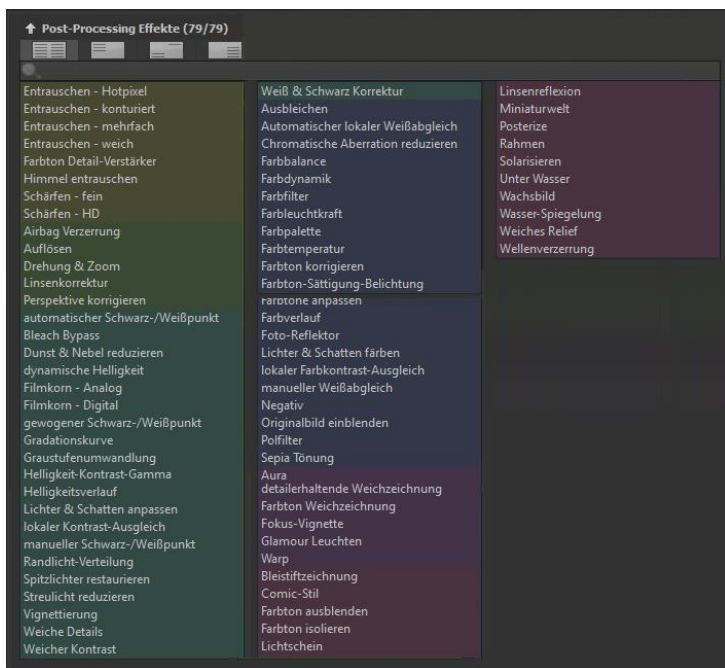 Post-Processing Effekte (79/79)
Entrauschen - Hotpixel
Entrauschen - konturiert
Entrauschen - mehrfach
Entrauschen - weich
Farbton Detail-Verstärker
Himmel entrauschen
Schärfen - fein
Schärfen - HD
Airbag Verzerrung
Auflösen
Drehung & Zoom
Linsenkorrektur
Perspektive korrigieren
automatischer Schwarz-/Weißpunkt
Bleach Bypass
Dunst & Nebel reduzieren
dynamische Helligkeit
Filmkorn - Analog
Filmkorn - Digital
gewogener Schwarz-/Weißpunkt
Gradationskurve
Graustufenumwandlung
Helligkeit-Kontrast-Gamma
Helligkeitsverlauf
Lichter & Schatten anpassen
lokaler Kontrast-Ausgleich
manueller Schwarz-/Weißpunkt
Randlicht-Verteilung
Spitzlichter restaurieren
Streulicht reduzieren
Vignettierung
Weiche Details
Weicher Kontrast
Weiß & Schwarz Korrektur
Ausbleichen
Automatischer lokaler Weißabgleich
Chromatische Aberration reduzieren
Farbbalance
Farbdynamik
Farbfilter
Farbleuchtkraft
Farbpalette
Farbtemperatur
Farbton korrigieren
Farbton-Sättigung-Belichtung
Farbtöne anpassen
Farbverlauf
Foto-Reflektor
Lichter & Schatten färben
lokaler Farbkontrast-Ausgleich
manueller Weißabgleich
Negativ
Originalbild einblenden
Polfilter
Sepia Tönung
Aura
detailerhaltende Weichzeichnung
Farbton Weichzeichnung
Fokus-Vignette
Glamour Leuchten
Warp
Bleistiftzeichnung
Comic-Stil
Farbton ausblenden
Farbton isolieren
Lichtschein
Linsenreflexion
Miniaturwelt
Posterize
Rahmen
Solarisieren
Unter Wasser
Wachsbild
Wasser-Spiegelung
Weiches Relief
Wellenverzerrung